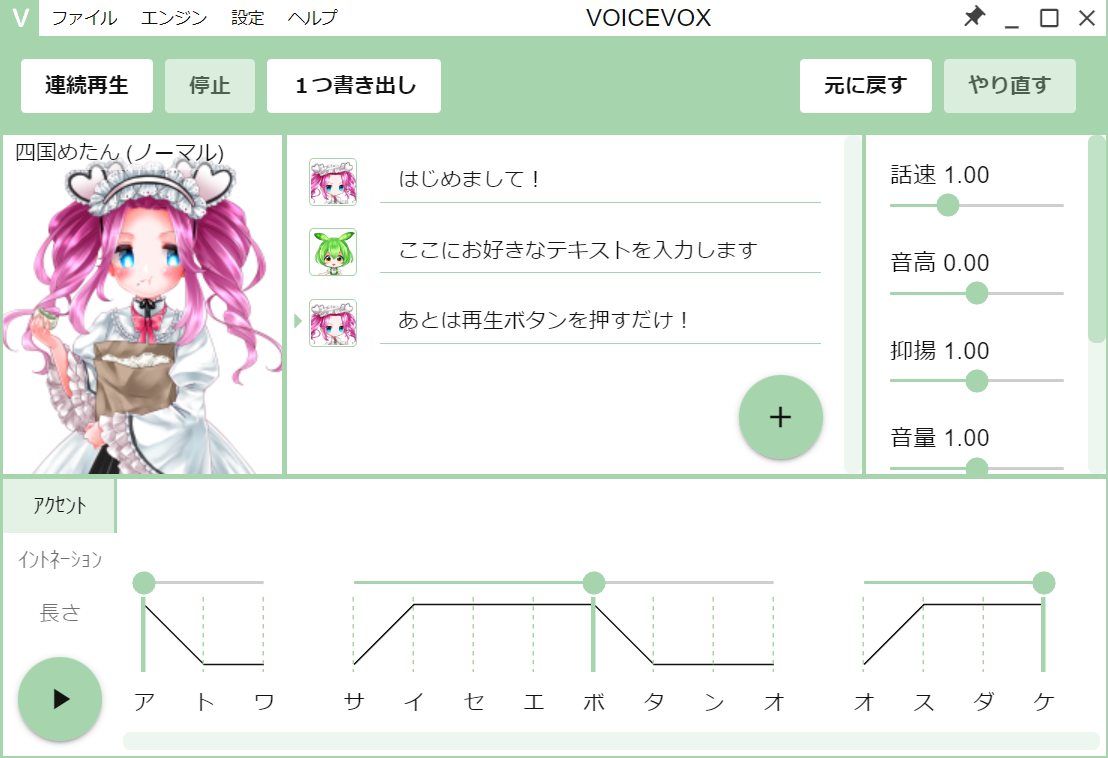 V ファイル エンジン 設定 ヘルプ VOICEVOX
連続再生 停止 １つ書き出し 元に戻す やり直す
四国めたん (ノーマル)
はじめまして！
ここにお好きなテキストを入力します
あとは再生ボタンを押すだけ！
+
話速 1.00
音高 0.00
抑揚 1.00
音量 1.00
ｱｸｾﾝﾄ
ｲﾝﾄﾈｰｼｮﾝ
長さ
ア ト ワ サ イ セ エ ボ タ ン オ オ ス ダ ケ